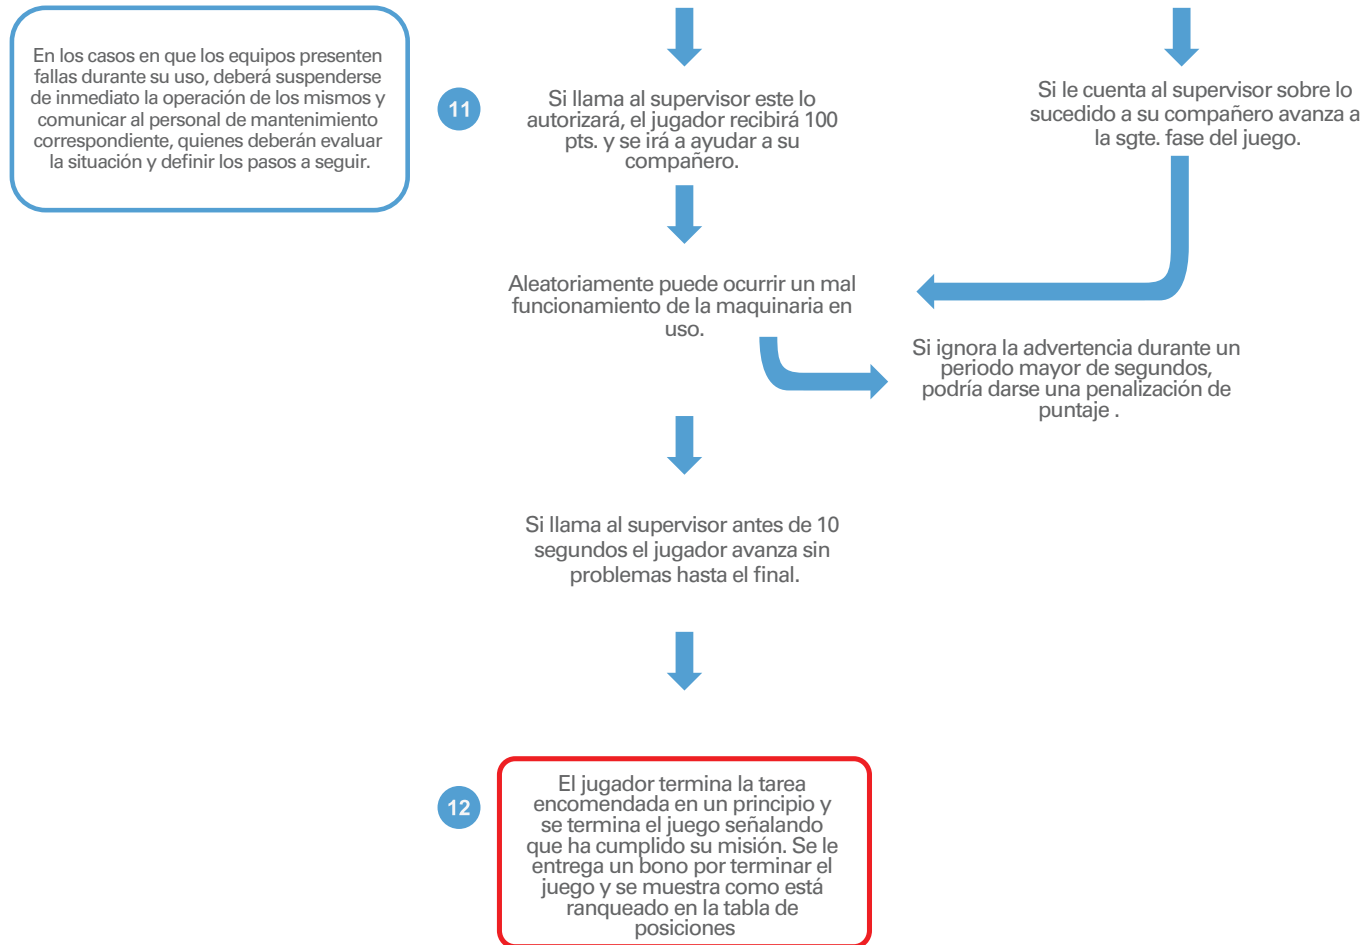 En los casos en que los equipos presenten
fallas durante su uso, deberá suspenderse
de inmediato la operación de los mismos y
comunicar al personal de mantenimiento
correspondiente, quienes deberán evaluar
la situación y definir los pasos a seguir.
11
Si llama al supervisor este lo
autorizará, el jugador recibirá 100
pts. y se irá a ayudar a su
compañero.
Si le cuenta al supervisor sobre lo
sucedido a su compañero avanza a
la sgte. fase del juego.
Aleatoriamente puede ocurrir un mal
funcionamiento de la maquinaria en
uso.
Si ignora la advertencia durante un
periodo mayor de segundos,
podría darse una penalización de
puntaje .
Si llama al supervisor antes de 10
segundos el jugador avanza sin
problemas hasta el final.
12
El jugador termina la tarea
encomendada en un principio y
se termina el juego señalando
que ha cumplido su misión. Se le
entrega un bono por terminar el
juego y se muestra como está
ranqueado en la tabla de
posiciones